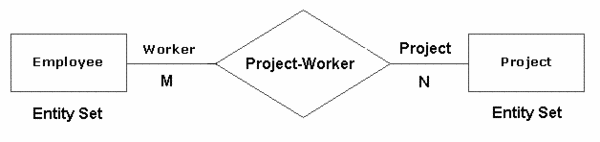 Employee
Entity Set
Worker
M
Project-Worker
Project
N
Project
Entity Set